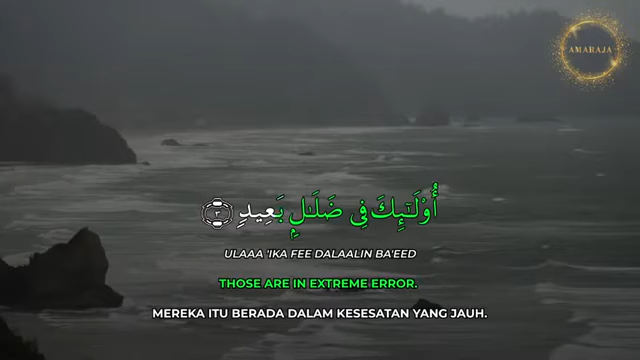 AMARAJA
أُو۟لَـٰٓئِكَ فِى ضَلَـٰلٍۭ بَعِيدٍ ٣
ULAAA 'IKA FEE DALAALIN BA'EED
THOSE ARE IN EXTREME ERROR.
MEREKA ITU BERADA DALAM KESESATAN YANG JAUH.